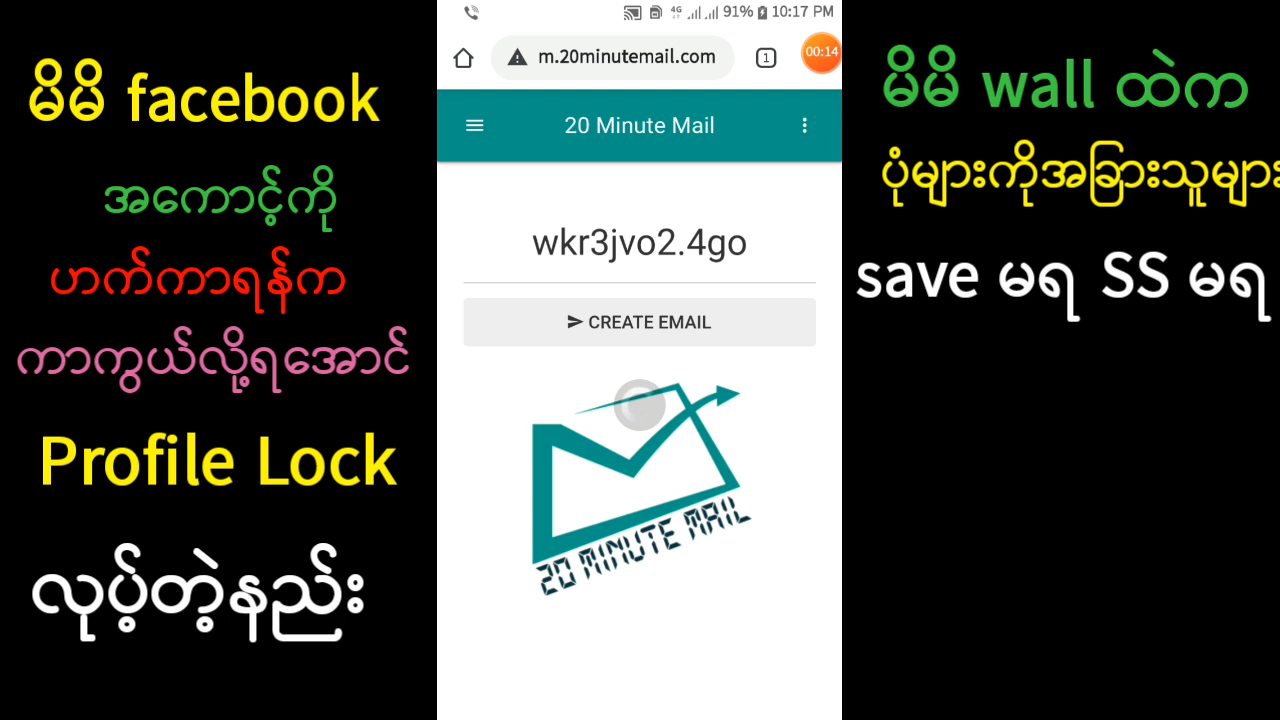 မိမိ facebook
အကောင့်ကို
ဟက်ကာရန်က
ကာကွယ်လို့ရအောင်
Profile Lock
လုပ့်တဲ့နည်း
4G 91% 10:17 PM
m.20minutemail.com
1
00:14
20 Minute Mail
wkr3jvo2.4go
CREATE EMAIL
20 MINUTE MAIL
မိမိ wall ထဲက
ပုံများကိုအခြားသူများ
save မရ SS မရ